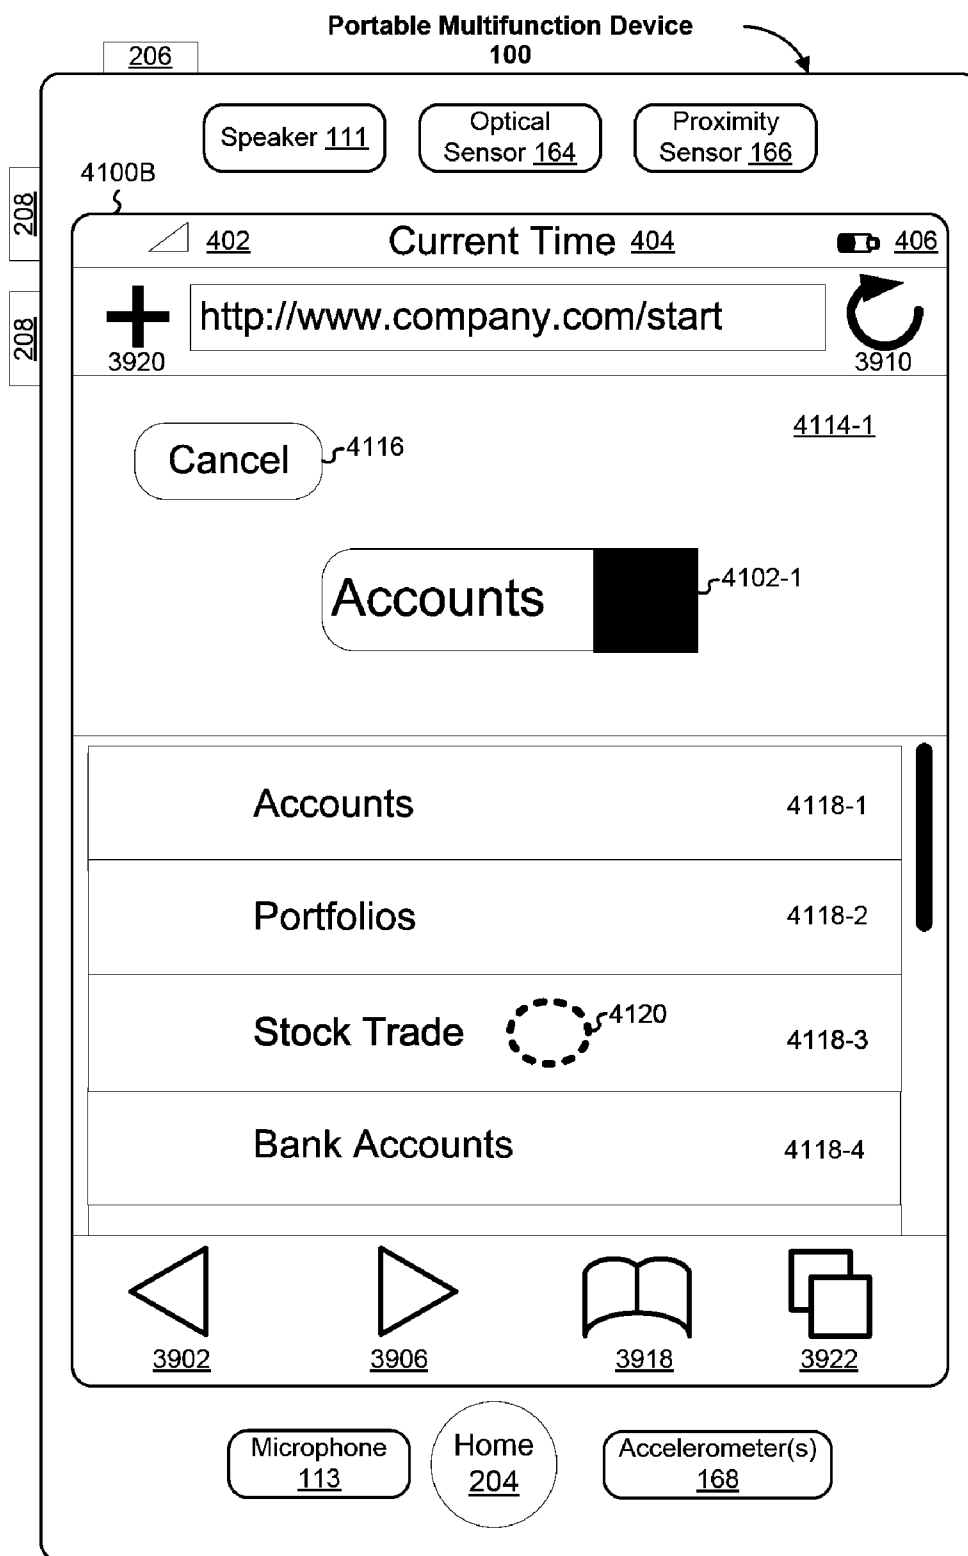 Portable Multifunction Device
100
206
Speaker 111
Optical
Sensor 164
Proximity
Sensor 166
4100B
208
208
402
Current Time 404
406
http://www.company.com/start
3920
3910
4114-1
Cancel
4116
Accounts
4102-1
Accounts
4118-1
Portfolios
4118-2
Stock Trade
4120
4118-3
Bank Accounts
4118-4
3902
3906
3918
3922
Microphone
113
Home
204
Accelerometer(s)
168